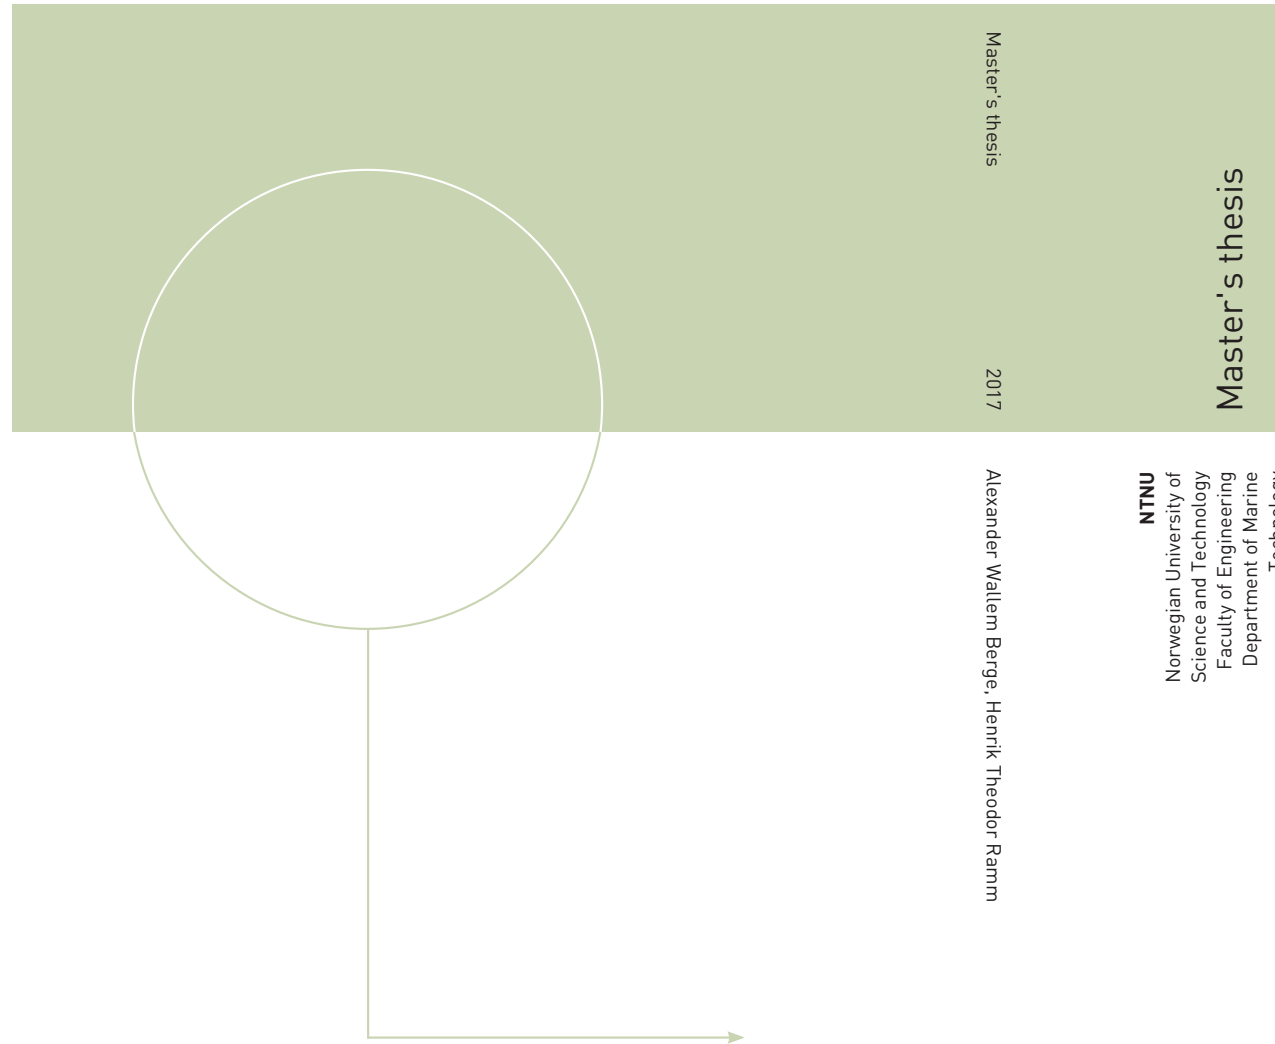 Master's thesis
2017
Alexander Wallem Berge, Henrik Theodor Ramm
Master's thesis
NTNU
Norwegian University of
Science and Technology
Faculty of Engineering
Department of Marine